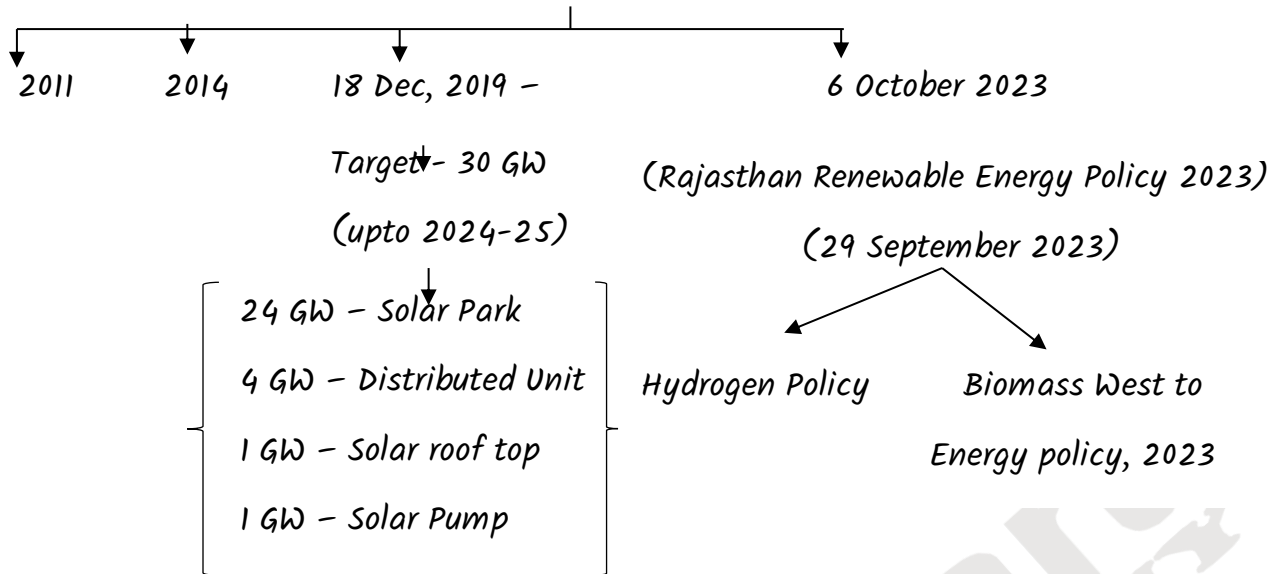 2011
2014
18 Dec, 2019 –
Target - 30 GW
(upto 2024-25)
24 GW – Solar Park
4 GW – Distributed Unit
1 GW – Solar roof top
1 GW – Solar Pump
6 October 2023
(Rajasthan Renewable Energy Policy 2023)
(29 September 2023)
Hydrogen Policy
Biomass West to
Energy policy, 2023